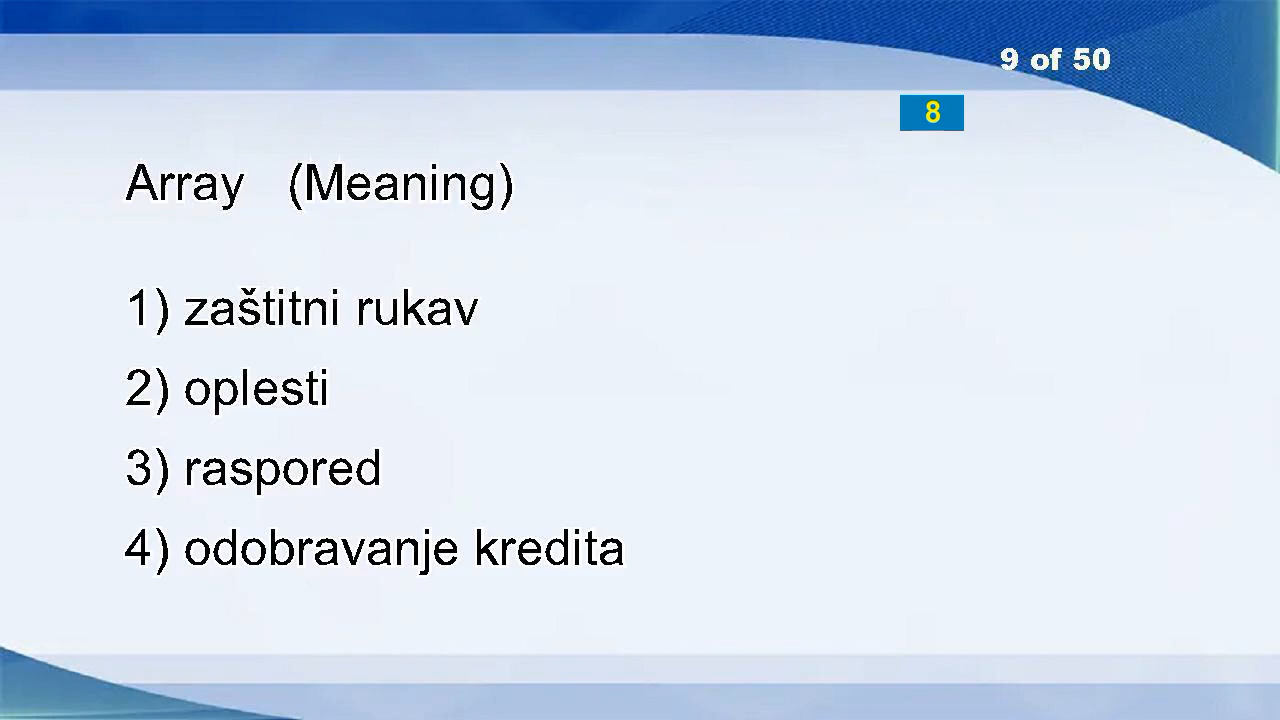 9 of 50
8
Array (Meaning)
1) zaštitni rukav
2) oplesti
3) raspored
4) odobravanje kredita